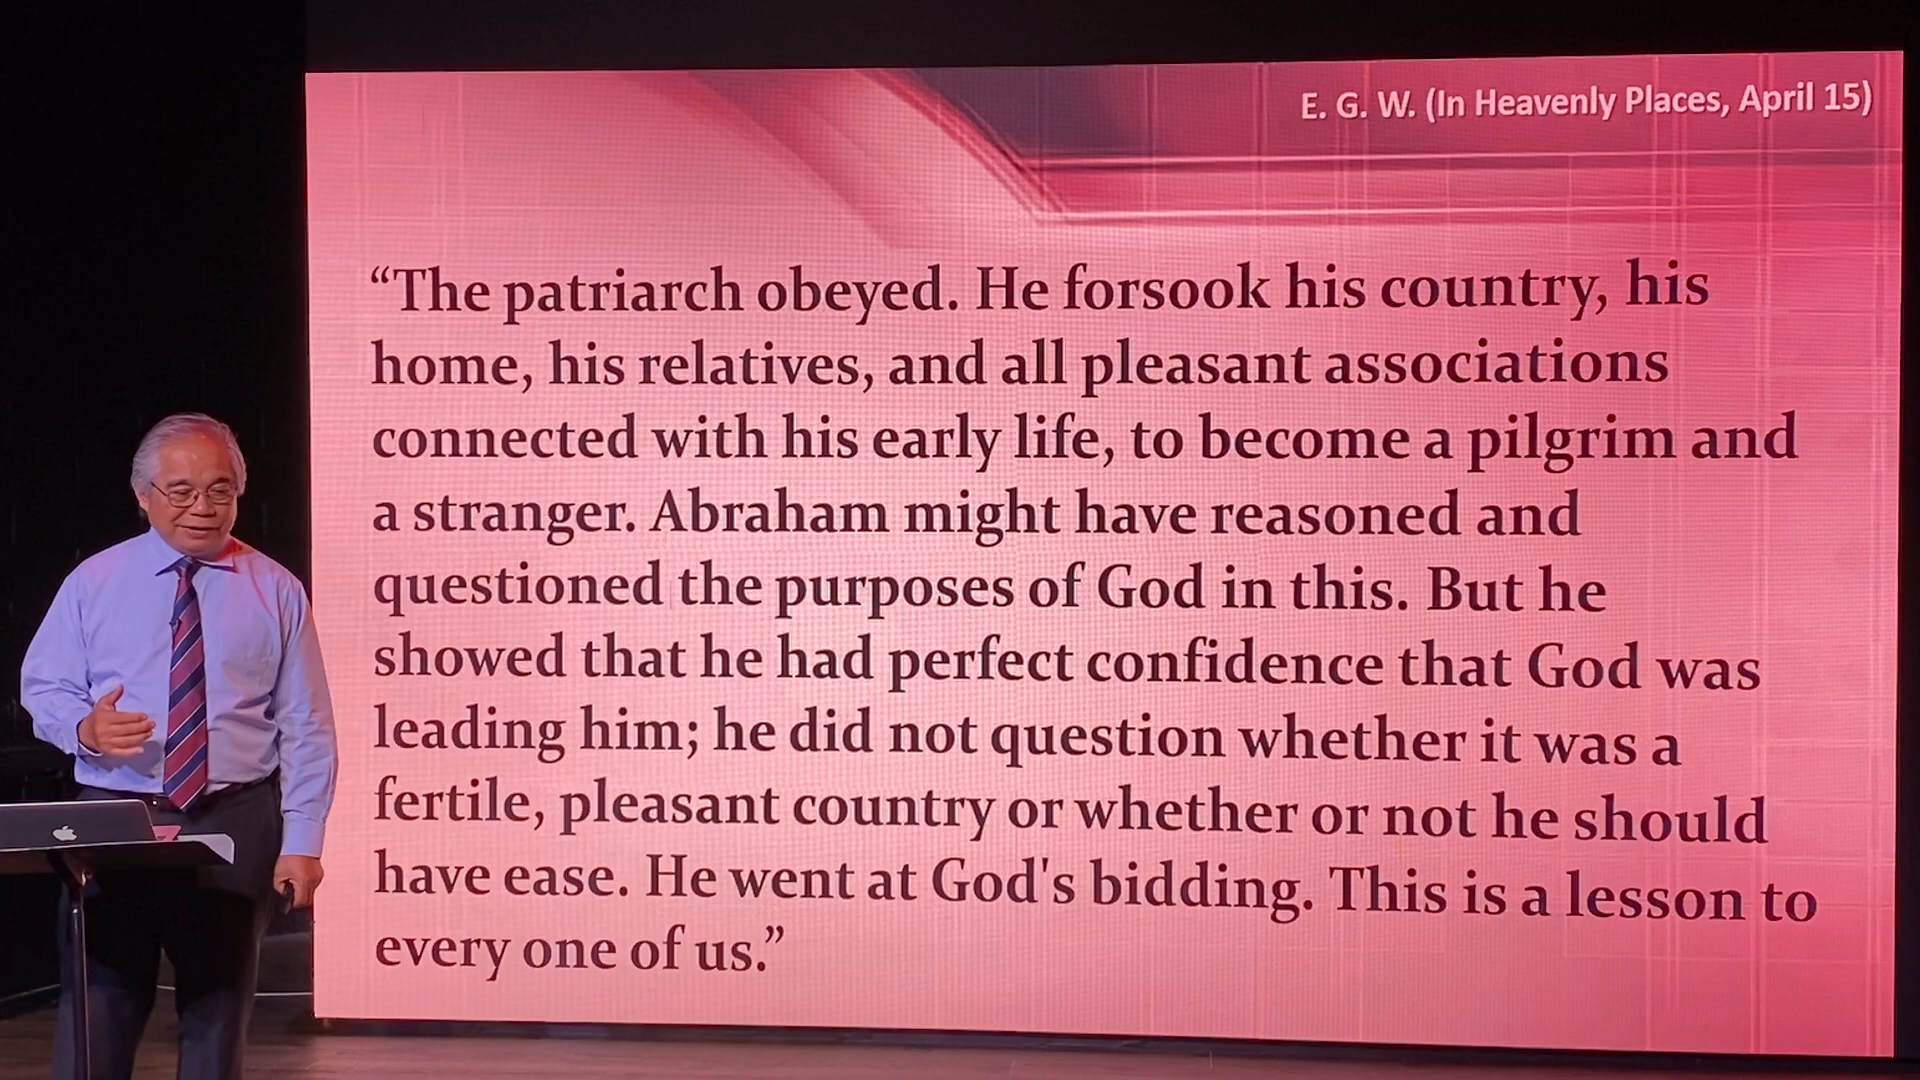 E. G. W. (In Heavenly Places, April 15)
“The patriarch obeyed. He forsook his country, his
home, his relatives, and all pleasant associations
connected with his early life, to become a pilgrim and
a stranger. Abraham might have reasoned and
questioned the purposes of God in this. But he
showed that he had perfect confidence that God was
leading him; he did not question whether it was a
fertile, pleasant country or whether or not he should
have ease. He went at God's bidding. This is a lesson to
every one of us.”